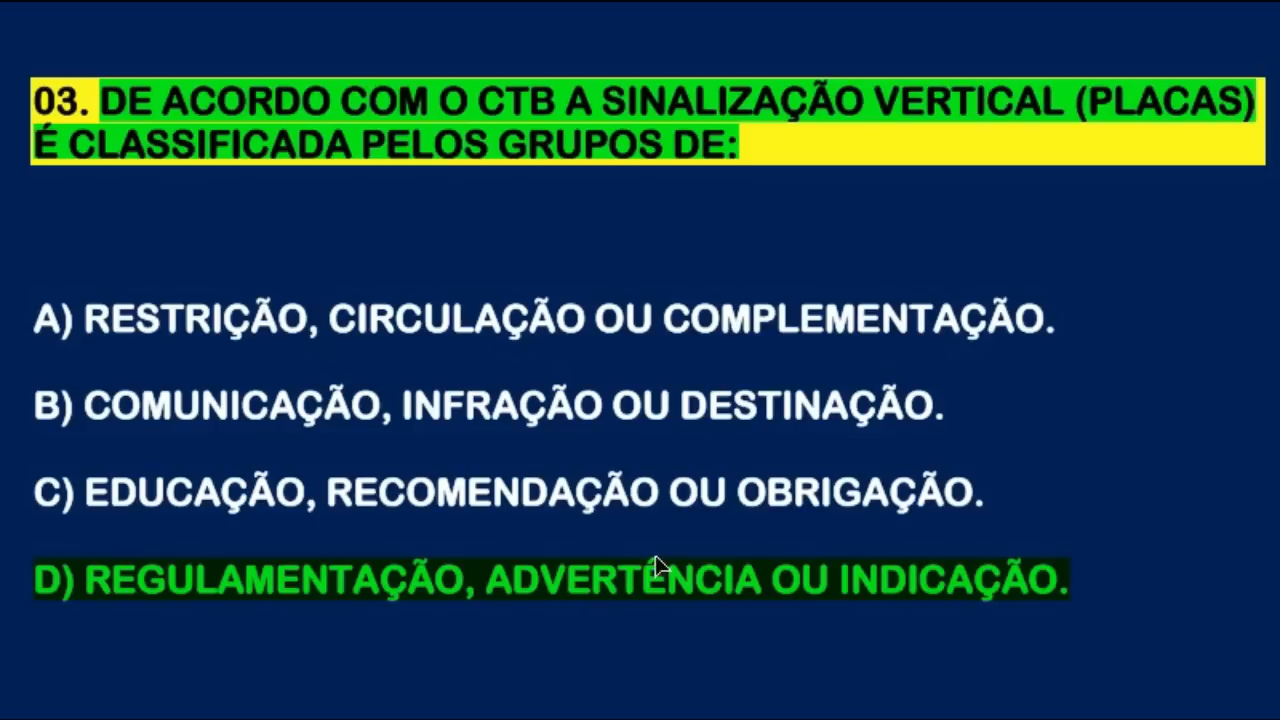 03. DE ACORDO COM O CTB A SINALIZAÇÃO VERTICAL (PLACAS)
É CLASSIFICADA PELOS GRUPOS DE:
A) RESTRIÇÃO, CIRCULAÇÃO OU COMPLEMENTAÇÃO.
B) COMUNICAÇÃO, INFRAÇÃO OU DESTINAÇÃO.
C) EDUCAÇÃO, RECOMENDAÇÃO OU OBRIGAÇÃO.
D) REGULAMENTAÇÃO, ADVERTÊNCIA OU INDICAÇÃO.